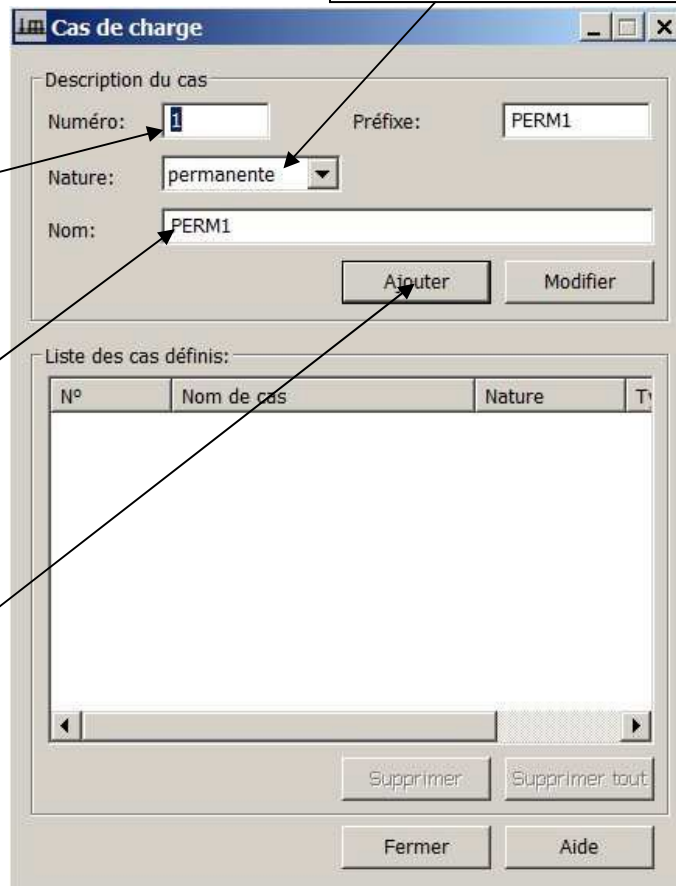 Cas de charge
Description du cas
Numéro: 1 Préfixe: PERM1
Nature: permanente
Nom: PERM1
Ajouter Modifier
Liste des cas définis:
Nº Nom de cas Nature
Supprimer Supprimer tout
Fermer Aide